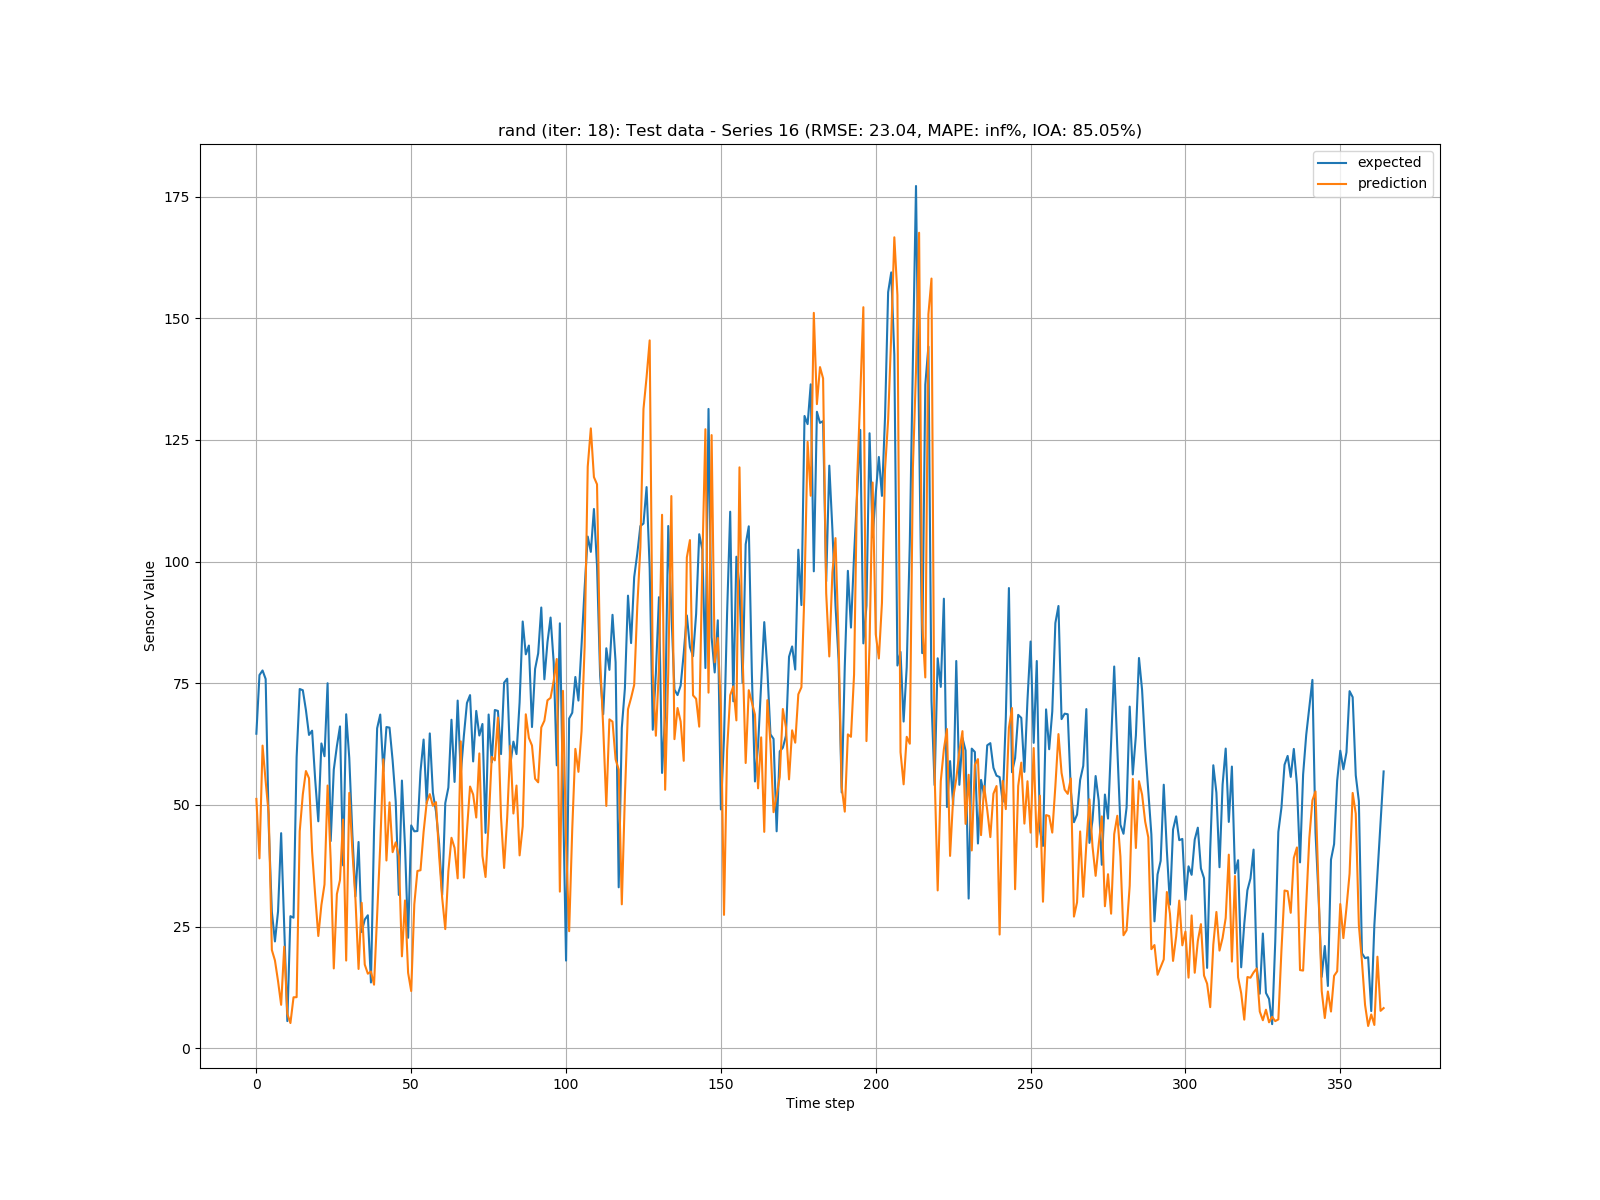 rand (iter: 18): Test data - Series 16 (RMSE: 23.04, MAPE: inf%, IOA: 85.05%)
expected
prediction
175
150
125
100
75
50
25
0
Sensor Value
0 50 100 150 200 250 300 350
Time step